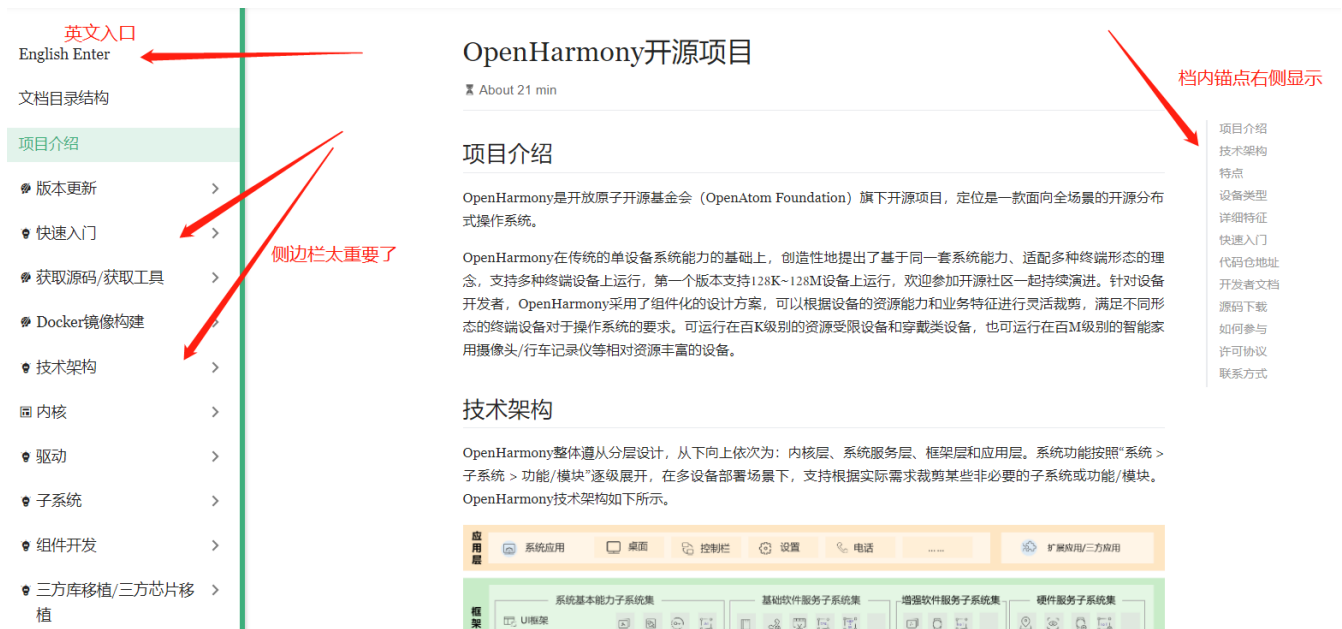 英文入口
English Enter
文档目录结构
项目介绍
版本更新
快速入门
获取源码/获取工具
Docker镜像构建
技术架构
内核
驱动
子系统
组件开发
三方库移植/三方芯片移
植
侧边栏太重要了
OpenHarmony开源项目
About 21 min
项目介绍
OpenHarmony是开放原子开源基金会（OpenAtom Foundation）旗下开源项目，定位是一款面向全场景的开源分布
式操作系统。
OpenHarmony在传统的单设备系统能力的基础上，创造性地提出了基于同一套系统能力、适配多种终端形态的理
念，支持多种终端设备上运行，第一个版本支持128K~128M设备上运行，欢迎参加开源社区一起持续演进。针对设备
开发者，OpenHarmony采用了组件化的设计方案，可以根据设备的资源能力和业务特征进行灵活裁剪，满足不同形
态的终端设备对于操作系统的要求。可运行在百K级别的资源受限设备和穿戴类设备，也可运行在百M级别的智能家
用摄像头/行车记录仪等相对资源丰富的设备。
技术架构
OpenHarmony整体遵从分层设计，从下向上依次为：内核层、系统服务层、框架层和应用层。系统功能按照“系统 >
子系统 > 功能/模块”逐级展开，在多设备部署场景下，支持根据实际需求裁剪某些非必要的子系统或功能/模块。
OpenHarmony技术架构如下所示。
应用层
系统应用 桌面 控制栏 设置 电话 ...... 扩展应用/三方应用
系统基本能力子系统集 基础软件服务子系统集 增强软件服务子系统集 硬件服务子系统集
框架
UI框架
档内锚点右侧显示
项目介绍
技术架构
特点
设备类型
详细特征
快速入门
代码仓地址
开发者文档
源码下载
如何参与
许可协议
联系方式